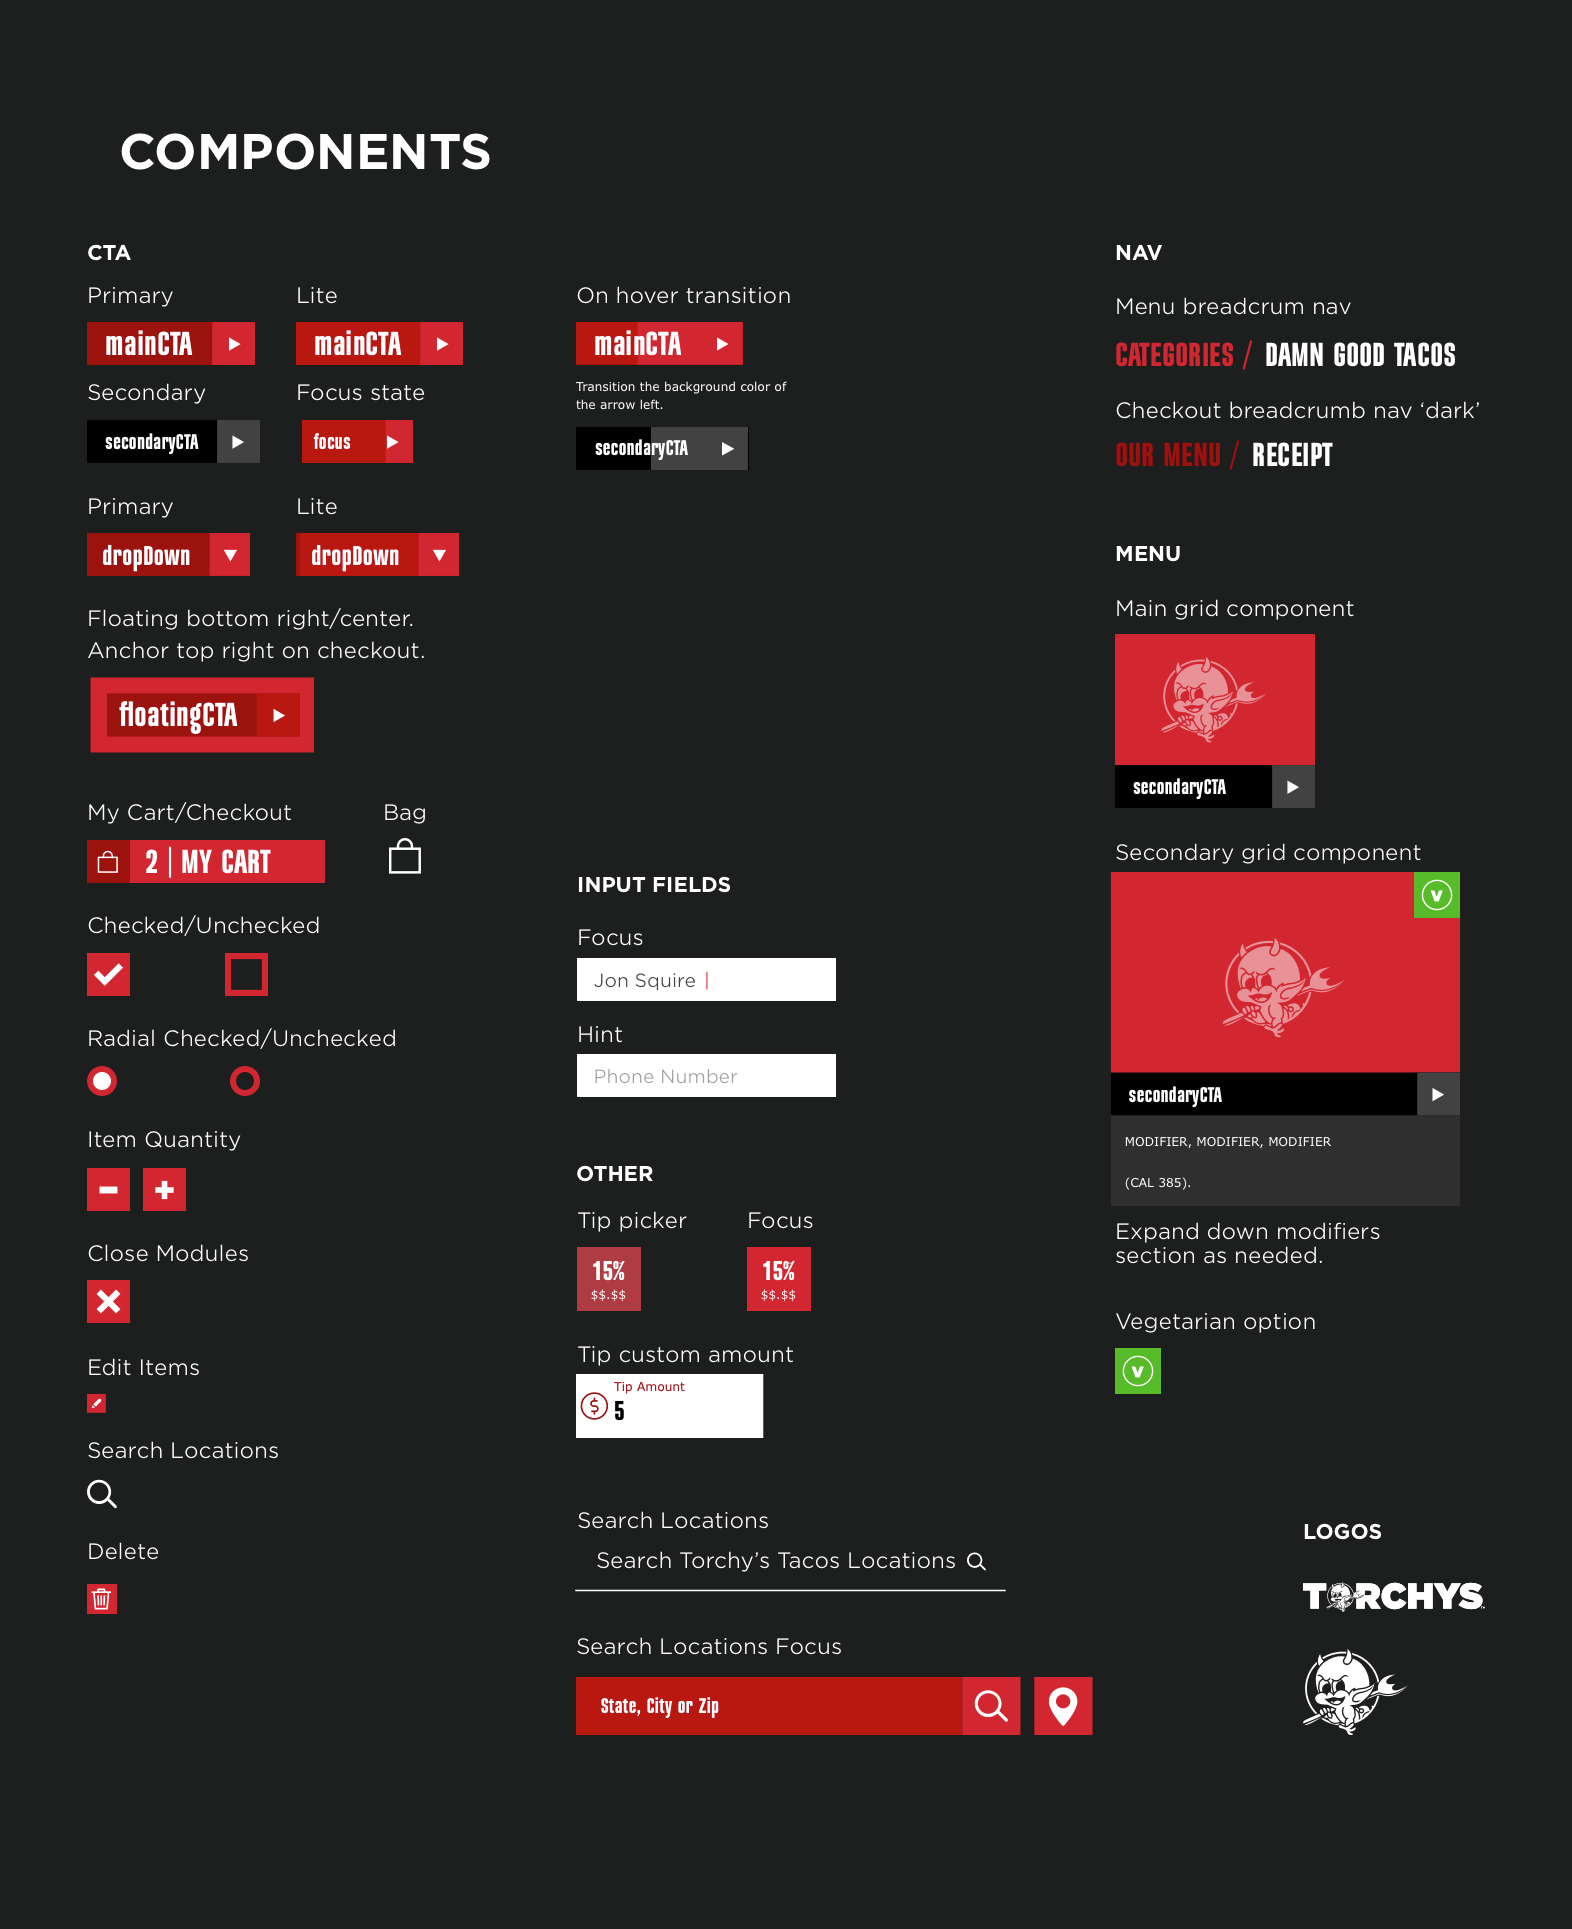 COMPONENTS
CTA
Primary
mainCTA
Lite
mainCTA
Secondary
secondaryCTA
Focus state
focus
On hover transition
mainCTA
Transition the background color of
the arrow left.
secondaryCTA
Primary
dropDown
Lite
dropDown
Floating bottom right/center.
Anchor top right on checkout.
floatingCTA
My Cart/Checkout
2 | MY CART
Bag
Checked/Unchecked
Radial Checked/Unchecked
Item Quantity
Close Modules
Edit Items
Search Locations
Delete
INPUT FIELDS
Focus
Jon Squire |
Hint
Phone Number
OTHER
Tip picker
15%
$$.$$
Focus
15%
$$.$$
Tip custom amount
$
Tip Amount
5
Search Locations
Search Torchy’s Tacos Locations
Search Locations Focus
State, City or Zip
NAV
Menu breadcrum nav
CATEGORIES / DAMN GOOD TACOS
Checkout breadcrumb nav ‘dark’
OUR MENU / RECEIPT
MENU
Main grid component
secondaryCTA
Secondary grid component
V
secondaryCTA
MODIFIER, MODIFIER, MODIFIER
(CAL 385).
Expand down modifiers
section as needed.
Vegetarian option
V
LOGOS
TORCHYS